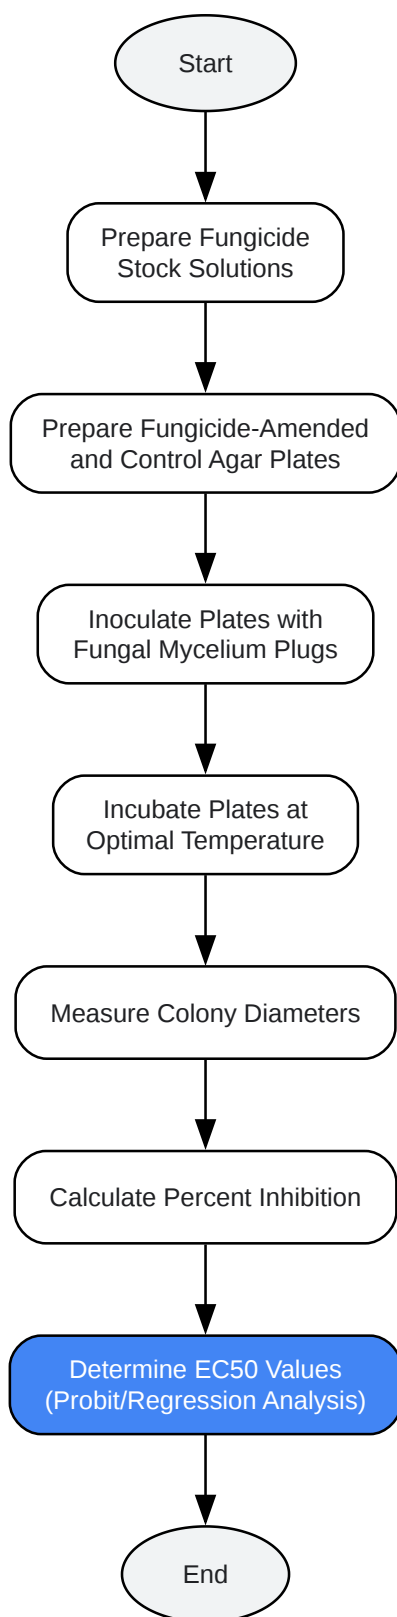 Start
Prepare Fungicide
Stock Solutions
Prepare Fungicide-Amended
and Control Agar Plates
Inoculate Plates with
Fungal Mycelium Plugs
Incubate Plates at
Optimal Temperature
Measure Colony Diameters
Calculate Percent Inhibition
Determine EC50 Values
(Probit/Regression Analysis)
End